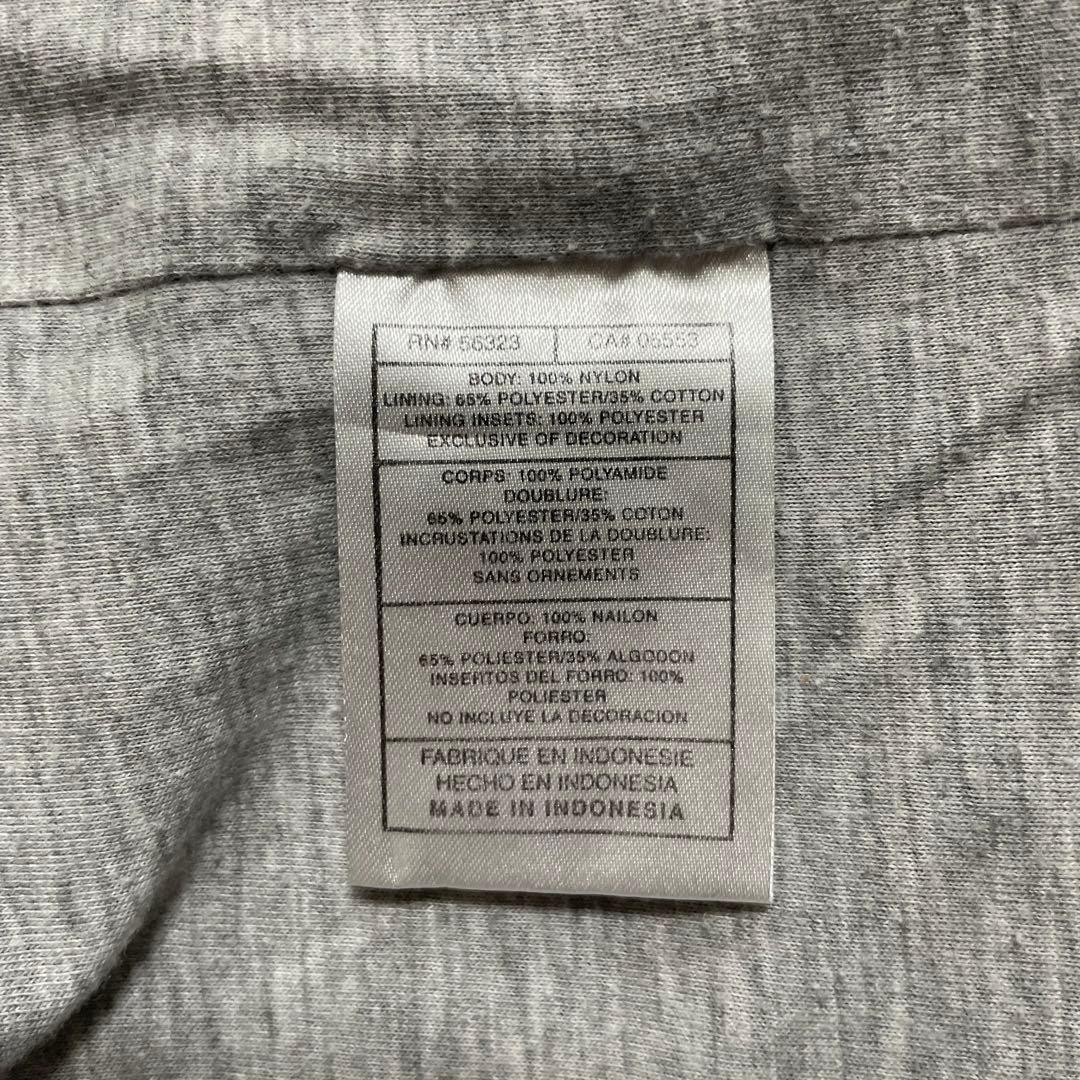 RN# 56323 CA# 05553
BODY: 100% NYLON
LINING: 65% POLYESTER/35% COTTON
LINING INSETS: 100% POLYESTER
EXCLUSIVE OF DECORATION
CORPS: 100% POLYAMIDE
DOUBLURE:
65% POLYESTER/35% COTON
INCRUSTATIONS DE LA DOUBLURE:
100% POLYESTER
SANS ORNEMENTS
CUERPO: 100% NAILON
FORRO:
65% POLIESTER/35% ALGODON
INSERTOS DEL FORRO: 100%
POLIESTER
NO INCLUYE LA DECORACION
FABRIQUE EN INDONESIE
HECHO EN INDONESIA
MADE IN INDONESIA